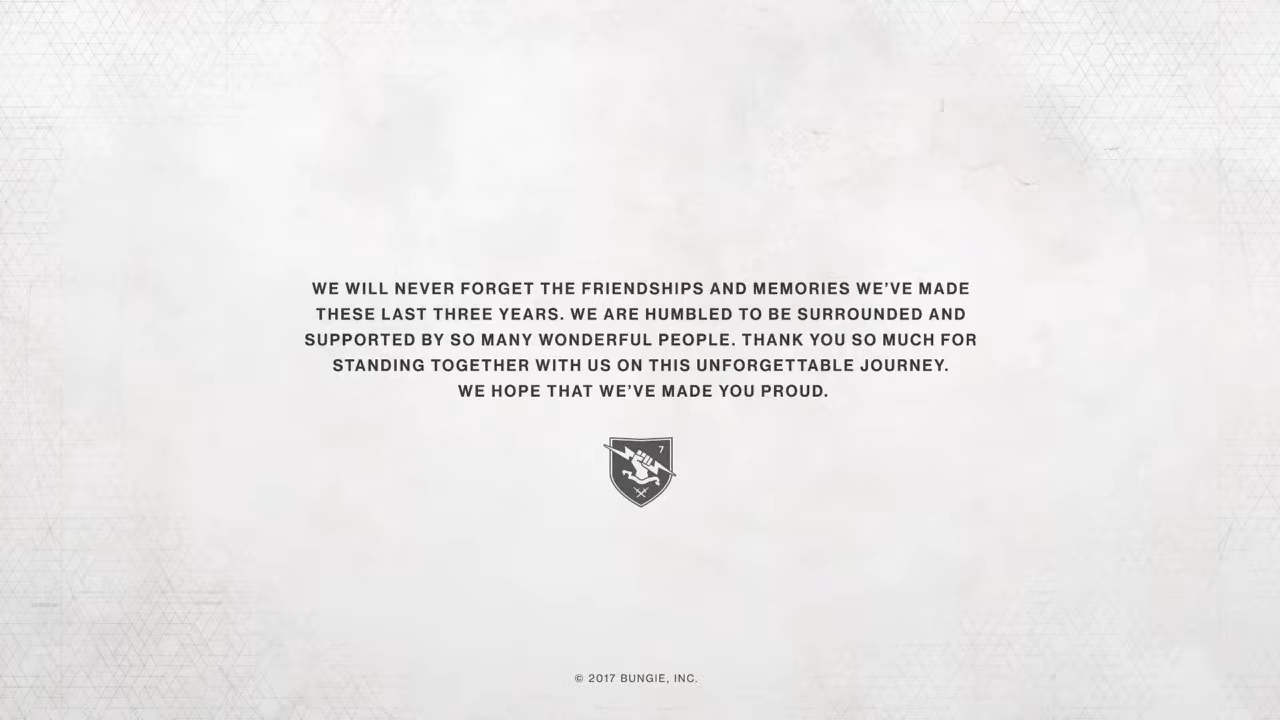 WE WILL NEVER FORGET THE FRIENDSHIPS AND MEMORIES WE’VE MADE
THESE LAST THREE YEARS. WE ARE HUMBLED TO BE SURROUNDED AND
SUPPORTED BY SO MANY WONDERFUL PEOPLE. THANK YOU SO MUCH FOR
STANDING TOGETHER WITH US ON THIS UNFORGETTABLE JOURNEY.
WE HOPE THAT WE’VE MADE YOU PROUD.
7
© 2017 BUNGIE, INC.